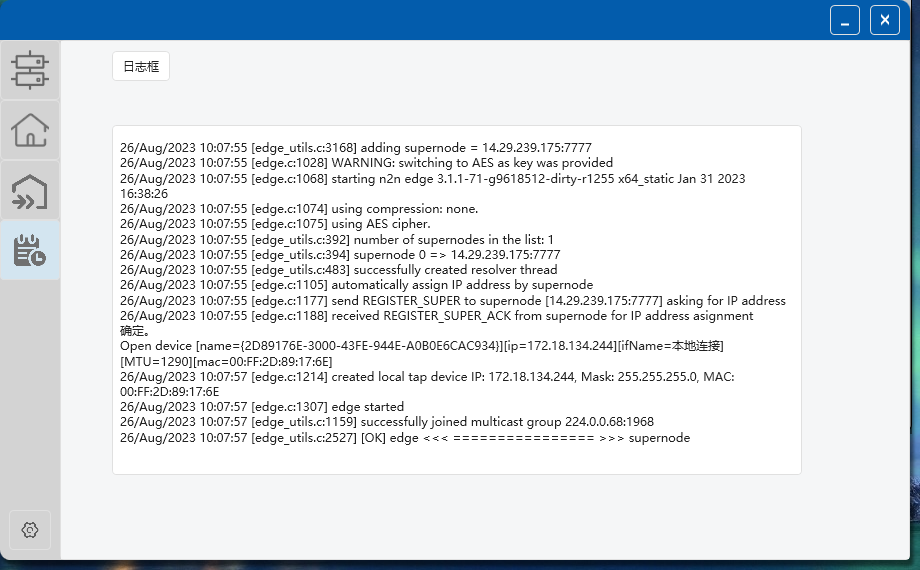 日志框
26/Aug/2023 10:07:55 [edge_utils.c:3168] adding supernode = 14.29.239.175:7777
26/Aug/2023 10:07:55 [edge.c:1028] WARNING: switching to AES as key was provided
26/Aug/2023 10:07:55 [edge.c:1068] starting n2n edge 3.1.1-71-g9618512-dirty-r1255 x64_static Jan 31 2023
16:38:26
26/Aug/2023 10:07:55 [edge.c:1074] using compression: none.
26/Aug/2023 10:07:55 [edge.c:1075] using AES cipher.
26/Aug/2023 10:07:55 [edge_utils.c:392] number of supernodes in the list: 1
26/Aug/2023 10:07:55 [edge_utils.c:394] supernode 0 => 14.29.239.175:7777
26/Aug/2023 10:07:55 [edge_utils.c:483] successfully created resolver thread
26/Aug/2023 10:07:55 [edge.c:1105] automatically assign IP address by supernode
26/Aug/2023 10:07:55 [edge.c:1177] send REGISTER_SUPER to supernode [14.29.239.175:7777] asking for IP address
26/Aug/2023 10:07:55 [edge.c:1188] received REGISTER_SUPER_ACK from supernode for IP address asignment
确定。
Open device [name={2D89176E-3000-43FE-944E-A0B0E6CAC934}][ip=172.18.134.244][ifName=本地连接]
[MTU=1290][mac=00:FF:2D:89:17:6E]
26/Aug/2023 10:07:57 [edge.c:1214] created local tap device IP: 172.18.134.244, Mask: 255.255.255.0, MAC:
00:FF:2D:89:17:6E
26/Aug/2023 10:07:57 [edge.c:1307] edge started
26/Aug/2023 10:07:57 [edge_utils.c:1159] successfully joined multicast group 224.0.0.68:1968
26/Aug/2023 10:07:57 [edge_utils.c:2527] [OK] edge <<< ================ >>> supernode